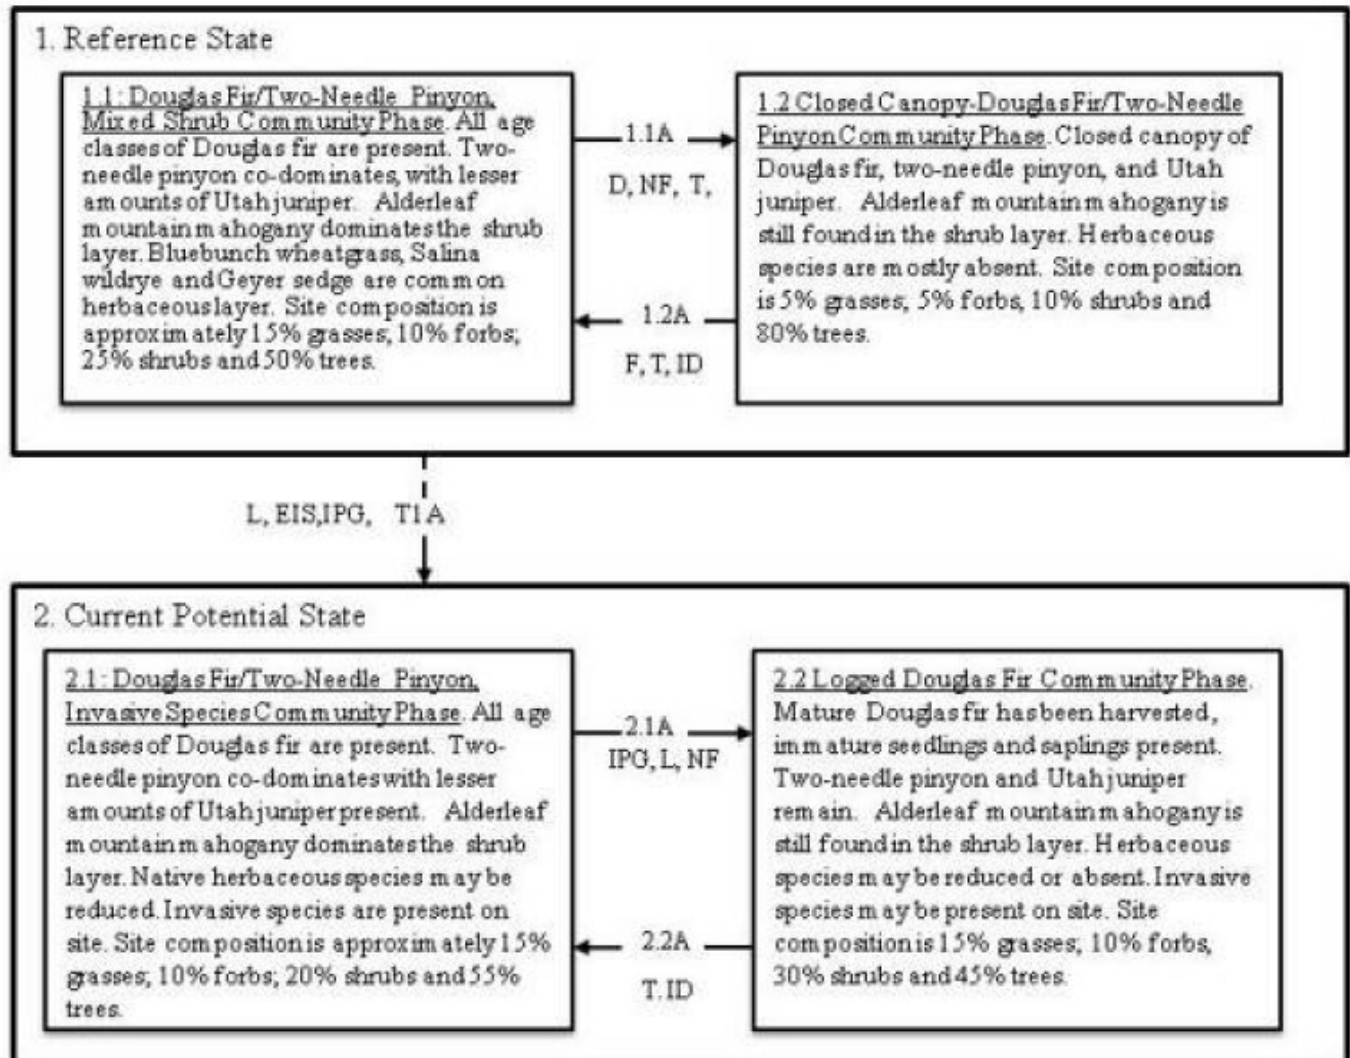 1. Reference State
1.1: Douglas Fir/Two-Needle Pinyon,
Mixed Shrub Community Phase. All age
classes of Douglas fir are present. Two-
needle pinyon co-dominates, with lesser
amounts of Utah juniper. Alderleaf
mountain mahogany dominates the shrub
layer. Bluebunch wheatgrass, Salina
wildrye and Geyer sedge are common
herbaceous layer. Site composition is
approximately 15% grasses; 10% forbs;
25% shrubs and 50% trees.
1.1A
D, NF, T,
1.2A
F, T, ID
1.2 Closed Canopy-Douglas Fir/Two-Needle
Pinyon Community Phase. Closed canopy of
Douglas fir, two-needle pinyon, and Utah
juniper. Alderleaf mountain mahogany is
still found in the shrub layer. Herbaceous
species are mostly absent. Site composition
is 5% grasses, 5% forbs, 10% shrubs and
80% trees.
L, EIS,IPG, T1A
2. Current Potential State
2.1: Douglas Fir/Two-Needle Pinyon,
Invasive Species Community Phase. All age
classes of Douglas fir are present. Two-
needle pinyon co-dominates with lesser
amounts of Utah juniper present. Alderleaf
mountain mahogany dominates the shrub
layer. Native herbaceous species may be
reduced. Invasive species are present on
site. Site composition is approximately 15%
grasses; 10% forbs; 20% shrubs and 55%
trees.
2.1A
IPG, L, NF
2.2A
T. ID
2.2 Logged Douglas Fir Community Phase.
Mature Douglas fir has been harvested,
immature seedlings and saplings present.
Two-needle pinyon and Utah juniper
remain. Alderleaf mountain mahogany is
still found in the shrub layer. Herbaceous
species may be reduced or absent. Invasive
species may be present on site. Site
composition is 15% grasses; 10% forbs,
30% shrubs and 45% trees.